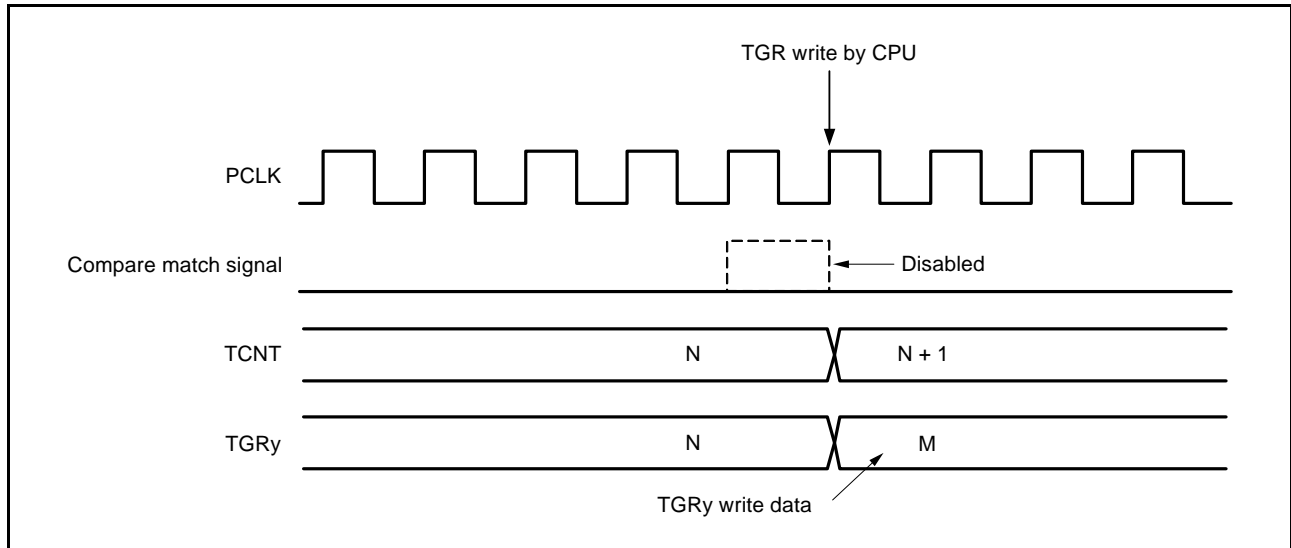 TGR write by CPU
PCLK
Compare match signal
Disabled
TCNT
N
N + 1
TGRy
N
M
TGRy write data